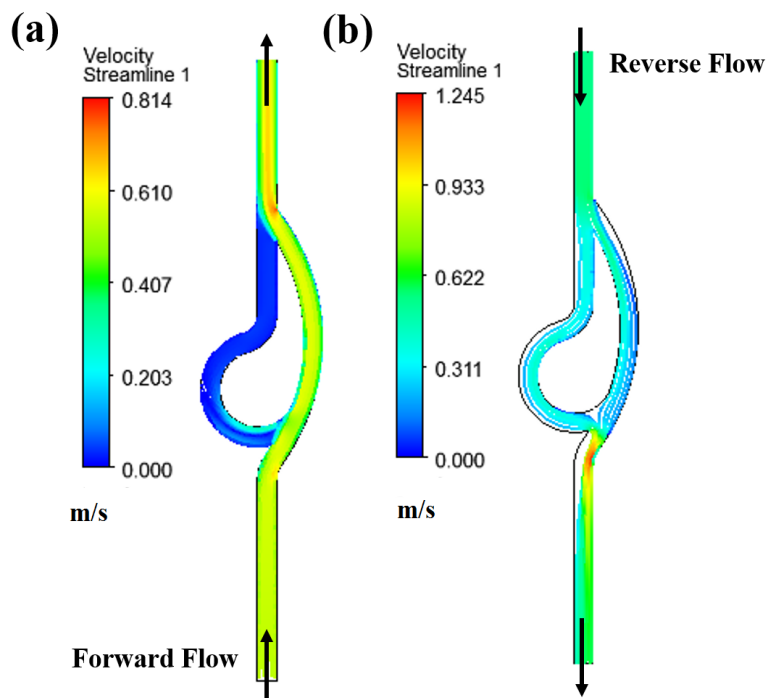 (a)
Velocity
Streamline 1
0.814
0.610
0.407
0.203
0.000
m/s
Forward Flow
(b)
Velocity
Streamline 1
1.245
0.933
0.622
0.311
0.000
m/s
Reverse Flow